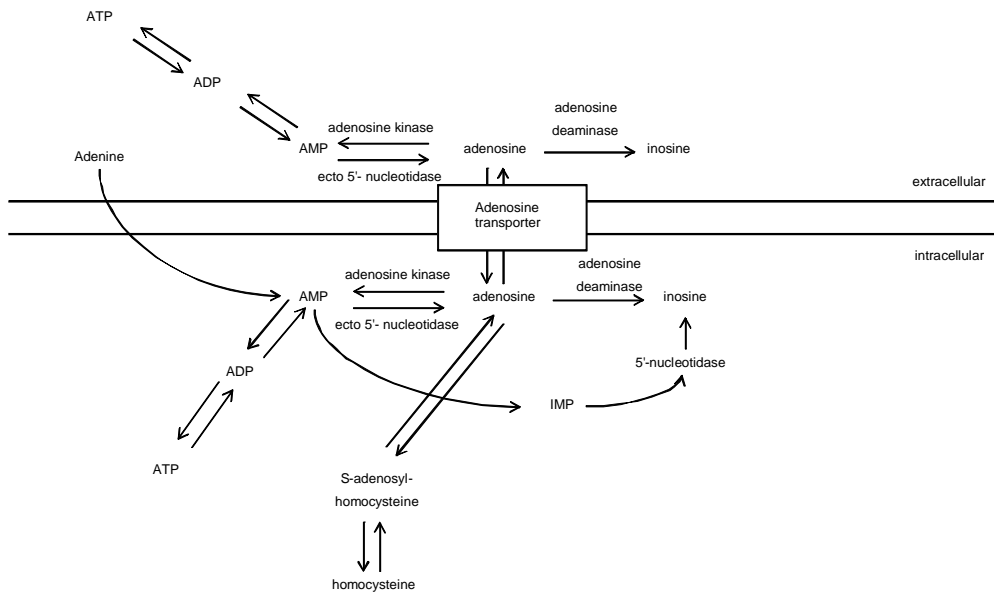 ATP
ADP
adenosine kinase
AMP
ecto 5'- nucleotidase
adenosine
adenosine
deaminase
inosine
Adenine
extracellular
Adenosine
transporter
intracellular
adenosine kinase
AMP
ecto 5'- nucleotidase
adenosine
adenosine
deaminase
inosine
5'-nucleotidase
ADP
IMP
ATP
S-adenosyl-
homocysteine
homocysteine